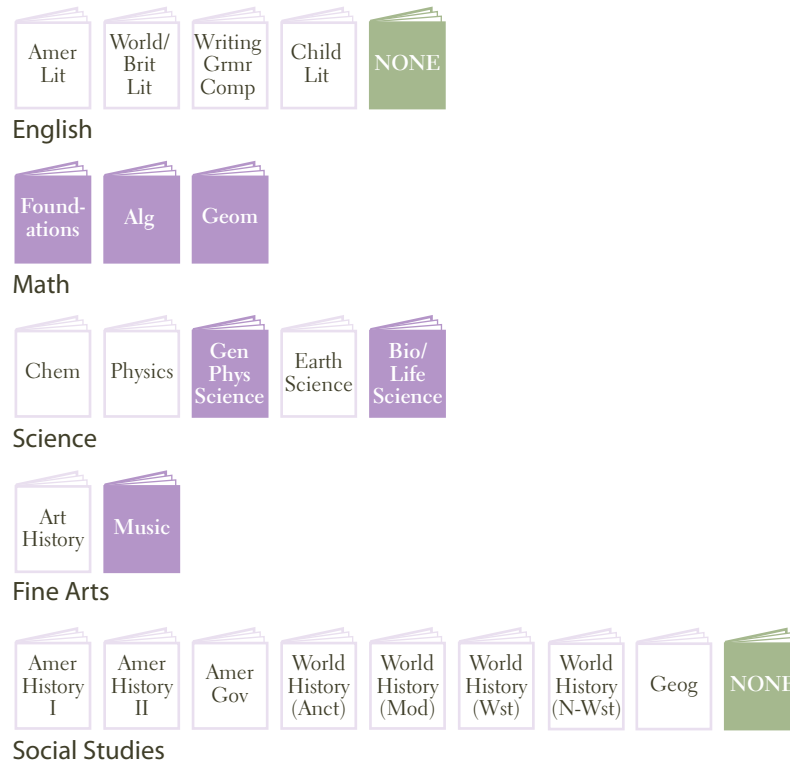 Amer
Lit
World/
Brit
Lit
Writing
Grmr
Comp
Child
Lit
NONE
English
Found-
ations
Alg
Geom
Math
Chem
Physics
Gen
Phys
Science
Earth
Science
Bio/
Life
Science
Science
Art
History
Music
Fine Arts
Amer
History
I
Amer
History
II
Amer
Gov
World
History
(Anct)
World
History
(Mod)
World
History
(Wst)
World
History
(N-Wst)
Geog
NONE
Social Studies